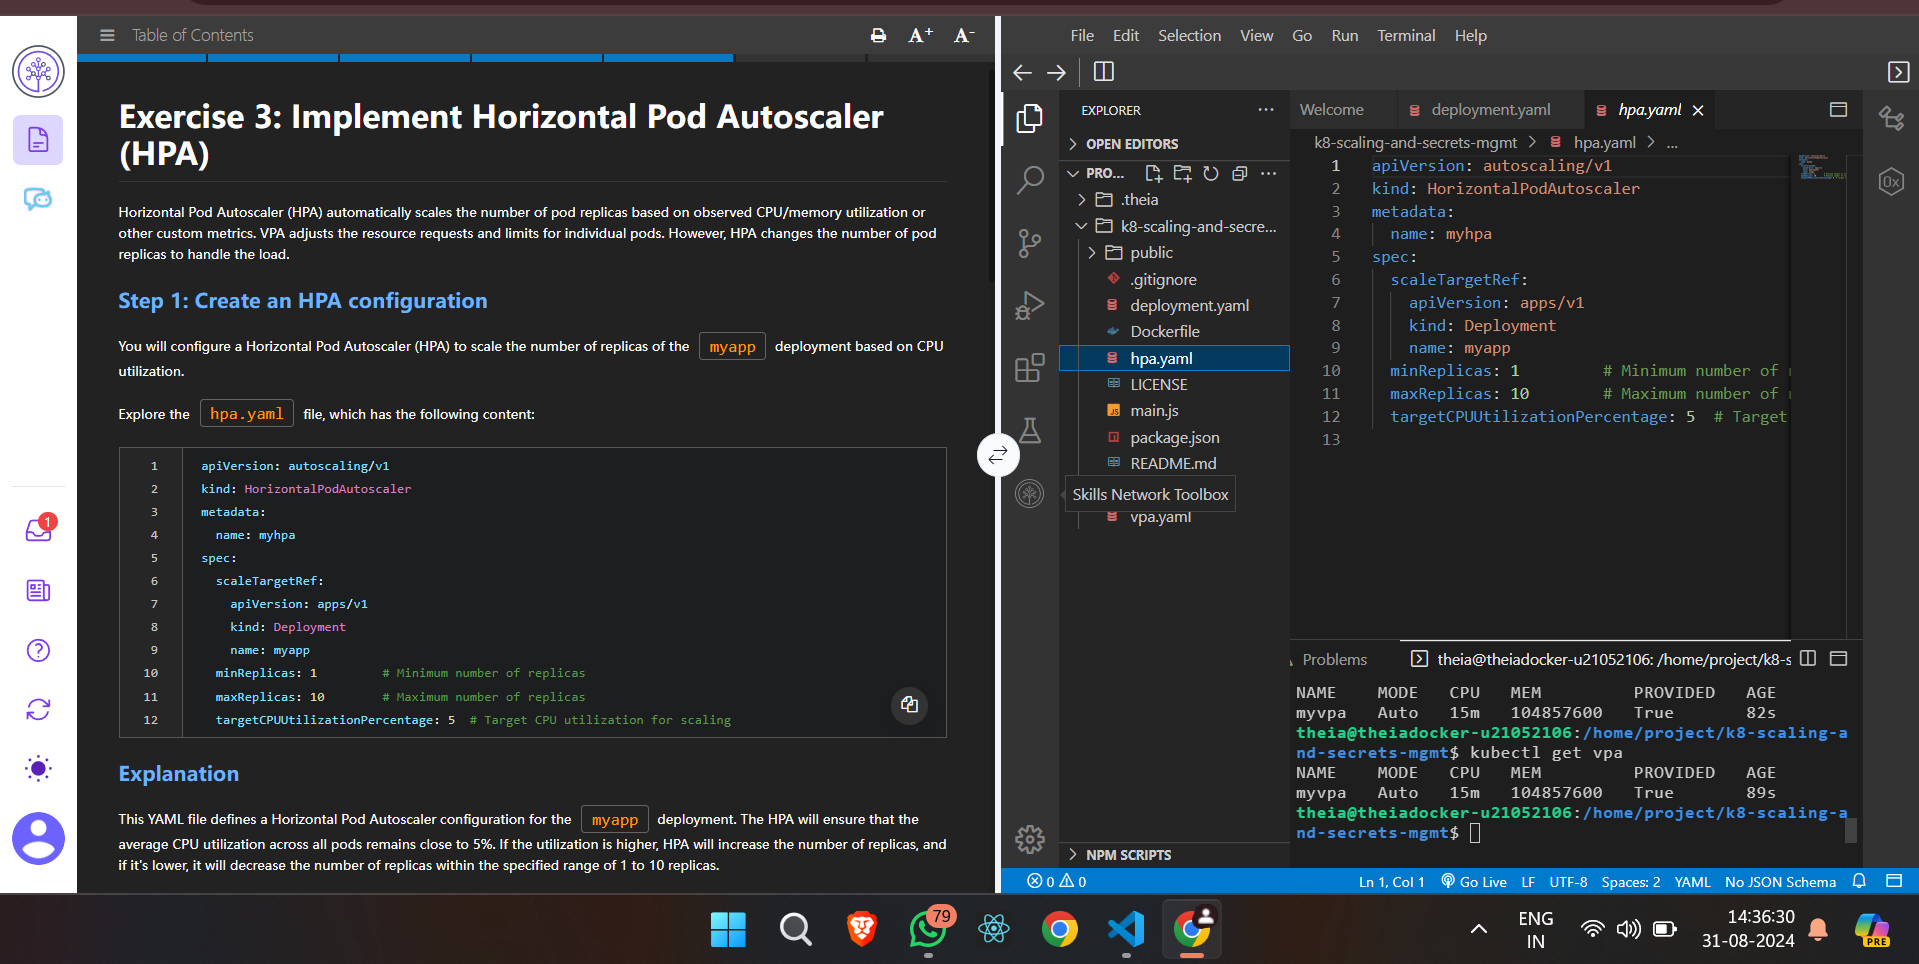 Table of Contents
A+ A-
Exercise 3: Implement Horizontal Pod Autoscaler
(HPA)
Horizontal Pod Autoscaler (HPA) automatically scales the number of pod replicas based on observed CPU/memory utilization or
other custom metrics. VPA adjusts the resource requests and limits for individual pods. However, HPA changes the number of pod
replicas to handle the load.
Step 1: Create an HPA configuration
You will configure a Horizontal Pod Autoscaler (HPA) to scale the number of replicas of the myapp deployment based on CPU
utilization.
Explore the hpa.yaml file, which has the following content:
1 apiVersion: autoscaling/v1
2 kind: HorizontalPodAutoscaler
3 metadata:
4 name: myhpa
5 spec:
6 scaleTargetRef:
7 apiVersion: apps/v1
8 kind: Deployment
9 name: myapp
10 minReplicas: 1 # Minimum number of replicas
11 maxReplicas: 10 # Maximum number of replicas
12 targetCPUUtilizationPercentage: 5 # Target CPU utilization for scaling
Explanation
This YAML file defines a Horizontal Pod Autoscaler configuration for the myapp deployment. The HPA will ensure that the
average CPU utilization across all pods remains close to 5%. If the utilization is higher, HPA will increase the number of replicas, and
if it's lower, it will decrease the number of replicas within the specified range of 1 to 10 replicas.
1
File Edit Selection View Go Run Terminal Help
EXPLORER
OPEN EDITORS
PRO...
.theia
k8-scaling-and-secre...
public
.gitignore
deployment.yaml
Dockerfile
hpa.yaml
LICENSE
JS main.js
package.json
README.md
Skills Network Toolbox
vpa.yaml
NPM SCRIPTS
Welcome deployment.yaml hpa.yaml
0x
k8-scaling-and-secrets-mgmt > hpa.yaml > ...
1 apiVersion: autoscaling/v1
2 kind: HorizontalPodAutoscaler
3 metadata:
4 name: myhpa
5 spec:
6 scaleTargetRef:
7 apiVersion: apps/v1
8 kind: Deployment
9 name: myapp
10 minReplicas: 1 # Minimum number of
11 maxReplicas: 10 # Maximum number of
12 targetCPUUtilizationPercentage: 5 # Target
13
Problems theia@theiadocker-u21052106: /home/project/k8-s
NAME MODE CPU MEM PROVIDED AGE
myvpa Auto 15m 104857600 True 82s
theia@theiadocker-u21052106:/home/project/k8-scaling-a
nd-secrets-mgmt$ kubectl get vpa
NAME MODE CPU MEM PROVIDED AGE
myvpa Auto 15m 104857600 True 89s
theia@theiadocker-u21052106:/home/project/k8-scaling-a
nd-secrets-mgmt$
0 0 Ln 1, Col 1 Go Live LF UTF-8 Spaces: 2 YAML No JSON Schema
79
ENG
IN
14:36:30
31-08-2024
PRE